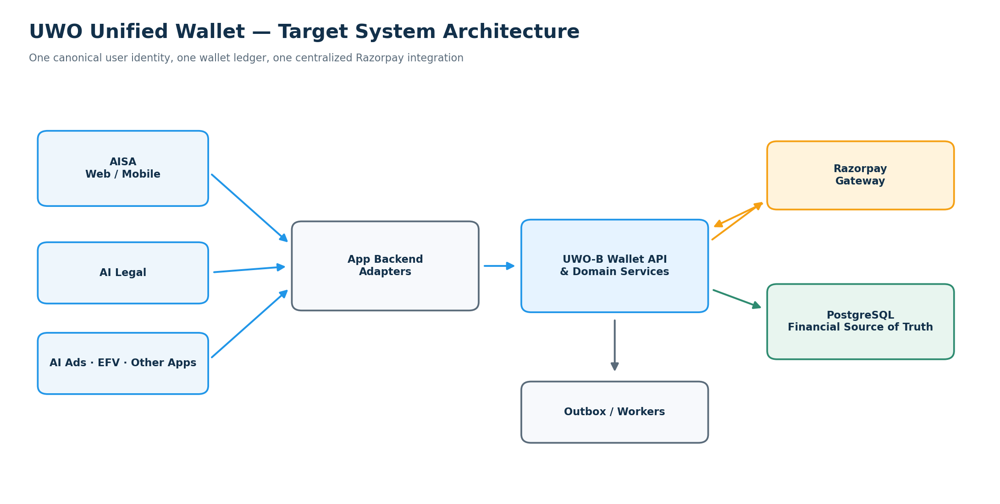 UWO Unified Wallet — Target System Architecture
One canonical user identity, one wallet ledger, one centralized Razorpay integration
AISA
Web / Mobile
AI Legal
AI Ads · EFV · Other Apps
App Backend
Adapters
UWO-B Wallet API
& Domain Services
Outbox / Workers
Razorpay
Gateway
PostgreSQL
Financial Source of Truth